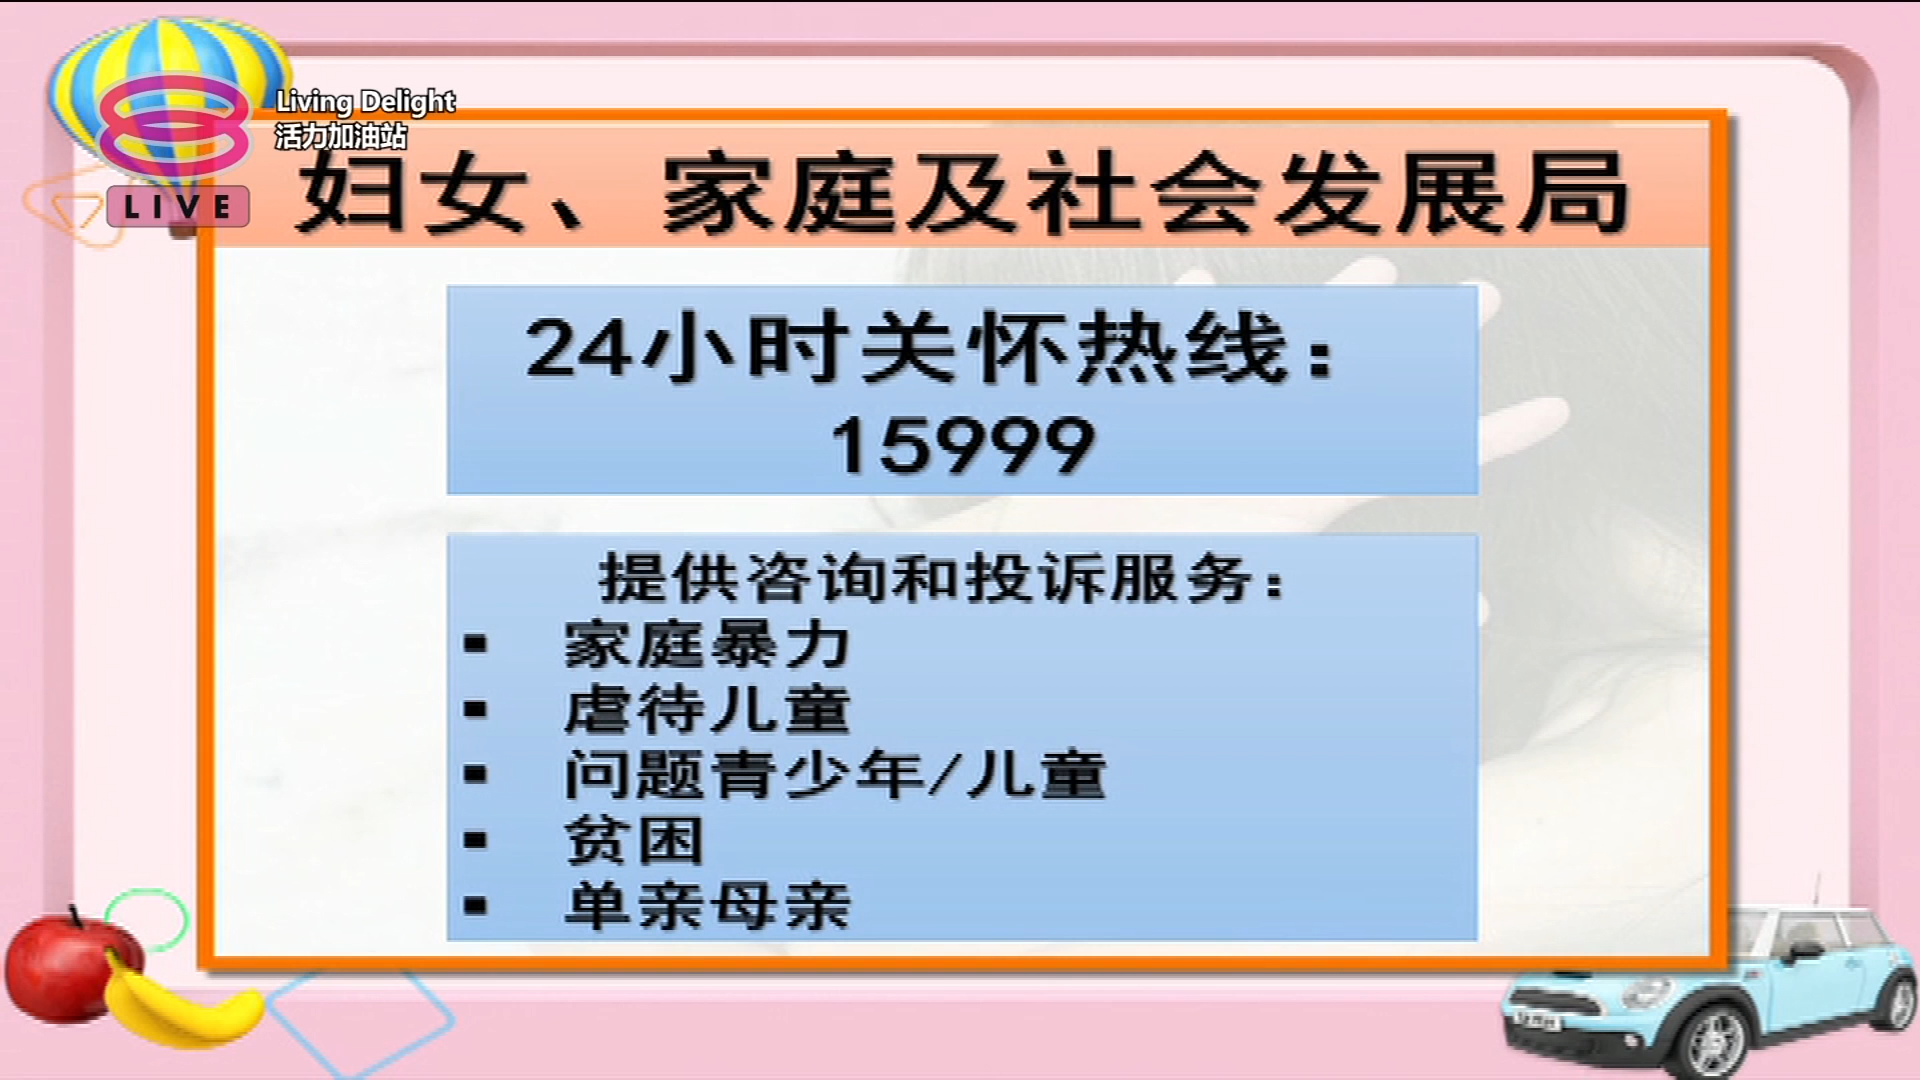 Living Delight
活力加油站
LIVE
妇女、家庭及社会发展局
24小时关怀热线：
15999
提供咨询和投诉服务：
▪ 家庭暴力
▪ 虐待儿童
▪ 问题青少年/儿童
▪ 贫困
▪ 单亲母亲